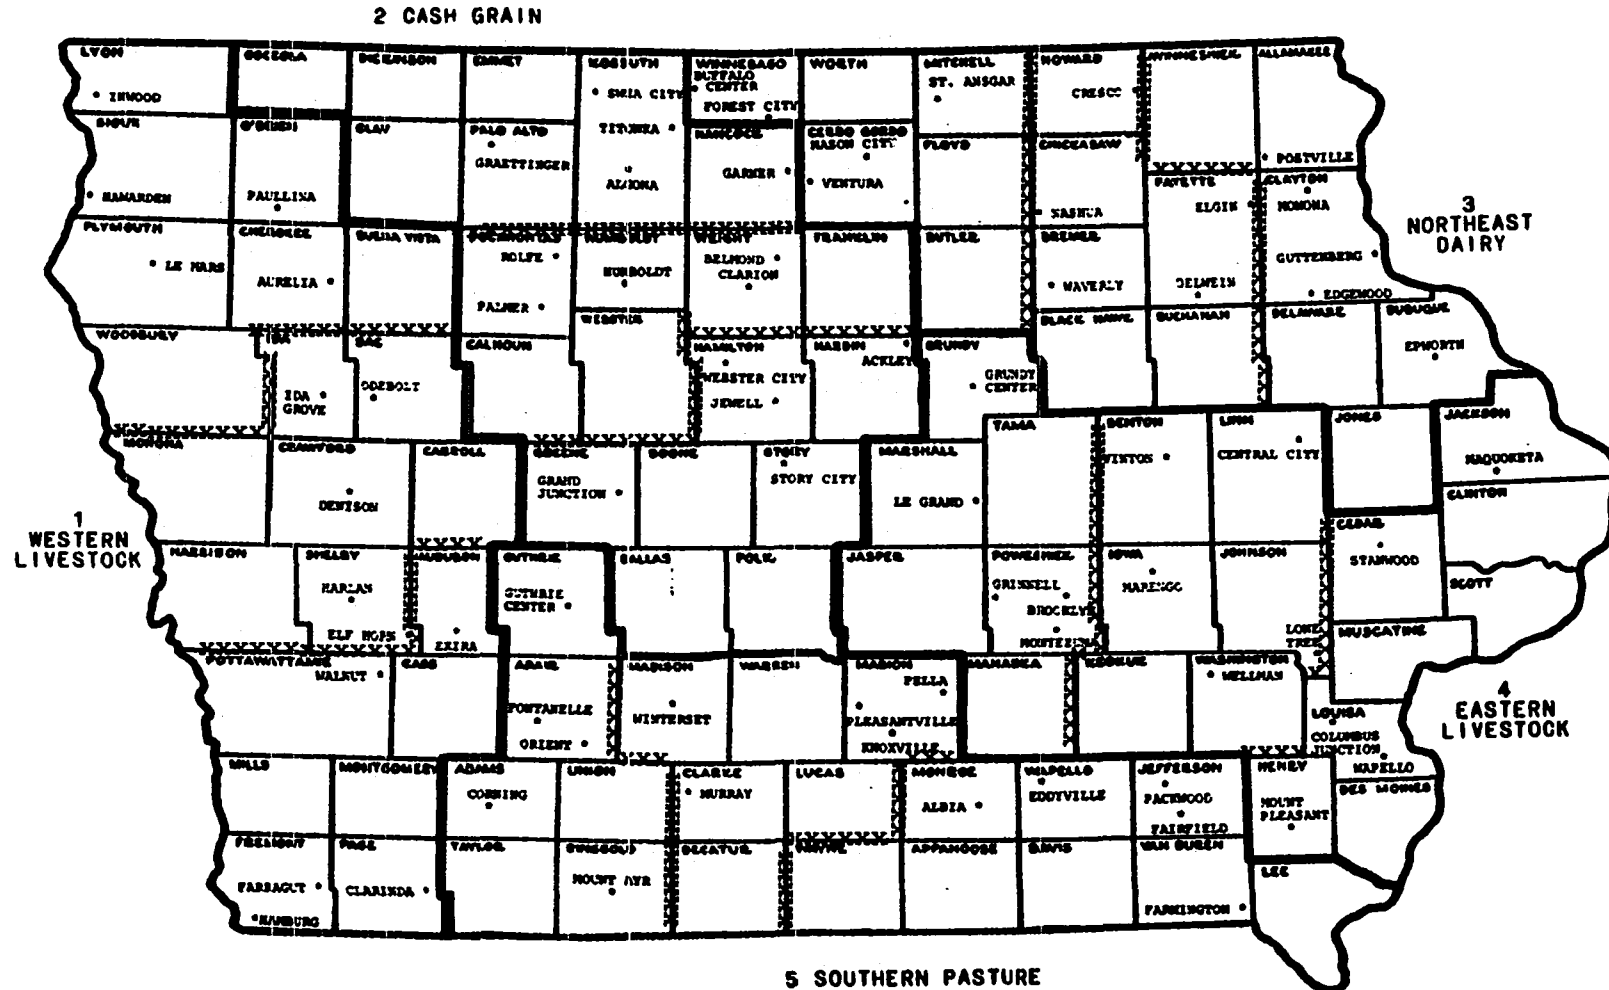 2 CASH GRAIN
LYON
OSCEOLA
DICKINSON
EMMET
KOSSUTH
WINNEBAGO
WORTH
MITCHELL
HOWARD
WINNESHIEK
ALLAMAKEE
INWOOD
SWEA CITY
BUFFALO
CENTER
FOREST CITY
ST. ANSGAR
CRESCO
SIOUX
O'BRIEN
CLAY
PALO ALTO
TITONKA
HANCOCK
CERRO GORDO
MASON CITY
FLOYD
CHICKASAW
GRAETTINGER
ALGONA
GARNER
VENTURA
POSTVILLE
HAWARDEN
PAULLINA
NASHUA
FAYETTE
ELGIN
CLAYTON
MONONA
3
NORTHEAST
DAIRY
PLYMOUTH
CHEROKEE
BUENA VISTA
POCAHONTAS
HUMBOLDT
WRIGHT
FRANKLIN
BUTLER
BREMER
LE MARS
AURELIA
ROLFE
HUMBOLDT
BELMOND
CLARION
WAVERLY
OELWEIN
GUTTENBERG
EDGEWOOD
PALMER
WOODBURY
IDA
SAC
CALHOUN
WEBSTER
HAMILTON
HARDIN
ACKLEY
GRUNDY
BLACK HAWK
BUCHANAN
DELAWARE
DUBUQUE
EPWORTH
IDA
GROVE
ODEBOLT
WEBSTER CITY
JEWELL
GRUNDY
CENTER
MONONA
CRAWFORD
CARROLL
GREENE
BOONE
STORY
MARSHALL
TAMA
BENTON
LINN
JONES
JACKSON
DENISON
GRAND
JUNCTION
STORY CITY
LE GRAND
VINTON
CENTRAL CITY
MAQUOKETA
CLINTON
1
WESTERN
LIVESTOCK
HARRISON
SHELBY
AUDUBON
GUTHRIE
DALLAS
POLK
JASPER
POWESHIEK
IOWA
JOHNSON
CEDAR
STANWOOD
SCOTT
HARLAN
ELK HORN
EXIRA
GUTHRIE
CENTER
GRINNELL
BROOKLYN
MONTEZUMA
MARENGO
LONE
TREE
MUSCATINE
POTTAWATTAMIE
WALNUT
CASS
ADAIR
MADISON
WARREN
MARION
MAHASKA
KEOKUK
WASHINGTON
WELLMAN
FONTANELLE
ORIENT
WINTERSET
PELLA
PLEASANTVILLE
KNOXVILLE
LOUISA
COLUMBUS
JUNCTION
WAPELLO
4
EASTERN
LIVESTOCK
MILLS
MONTGOMERY
ADAMS
UNION
CLARKE
LUCAS
MONROE
WAPELLO
JEFFERSON
HENRY
DES MOINES
CORNING
MURRAY
ALBIA
EDDYVILLE
PACKWOOD
FAIRFIELD
MOUNT
PLEASANT
FREMONT
PAGE
TAYLOR
RINGGOLD
DECATUR
WAYNE
APPANOOSE
DAVIS
VAN BUREN
LEE
FARRAGUT
HAMBURG
CLARINDA
MOUNT AYR
FARMINGTON
5 SOUTHERN PASTURE